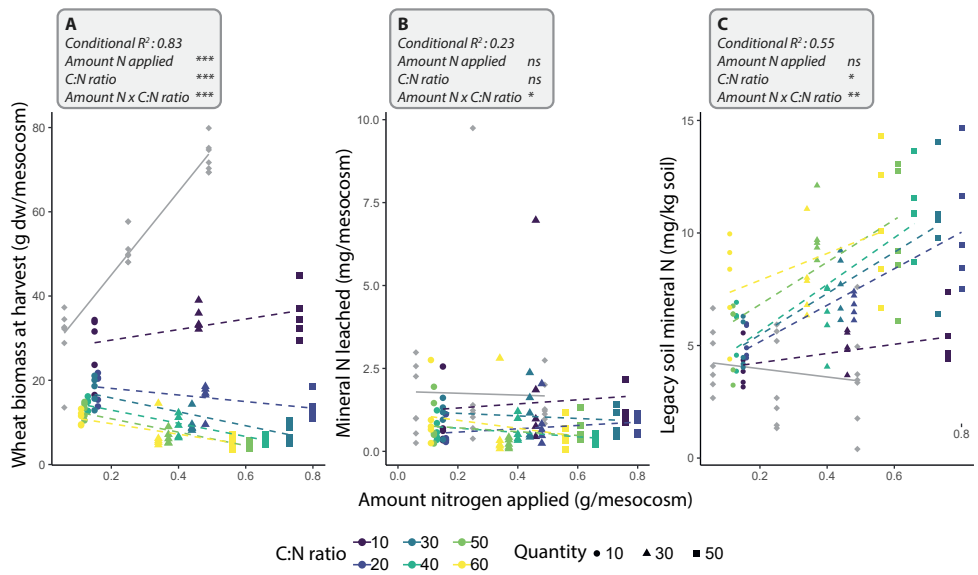 A
Conditional R²: 0.83
Amount N applied ***
C:N ratio ***
Amount N x C:N ratio ***
B
Conditional R²: 0.23
Amount N applied ns
C:N ratio ns
Amount N x C:N ratio *
C
Conditional R²: 0.55
Amount N applied ns
C:N ratio *
Amount N x C:N ratio **
Wheat biomass at harvest (g dw/mesocosm)
80
60
40
20
0
0.2 0.4 0.6 0.8
Mineral N leached (mg/mesocosm)
10.0
7.5
5.0
2.5
0.0
0.0 0.2 0.4 0.6 0.8
Legacy soil mineral N (mg/kg soil)
15
10
5
0
0.2 0.4 0.6
0.8
Amount nitrogen applied (g/mesocosm)
C:N ratio 10 30 50 Quantity 10 30 50
20 40 60